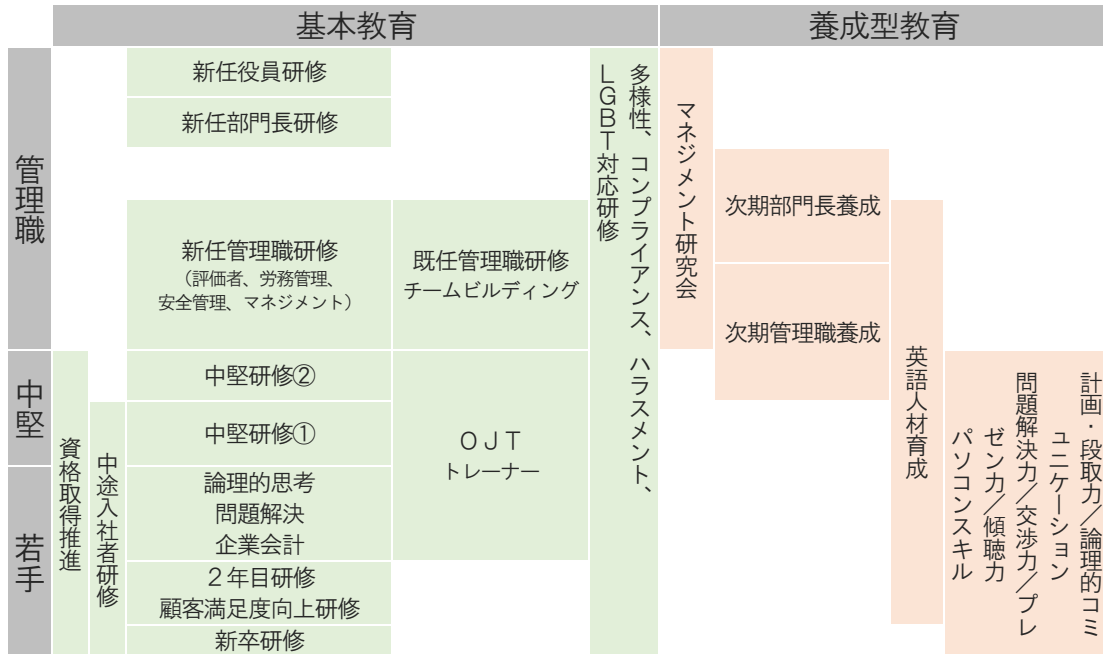 基本教育
養成型教育
管理職
中堅
若手
資格取得推進
中途入社者研修
新任役員研修
新任部門長研修
新任管理職研修
（評価者、労務管理、
安全管理、マネジメント）
中堅研修②
中堅研修①
論理的思考
問題解決
企業会計
２年目研修
顧客満足度向上研修
新卒研修
既任管理職研修
チームビルディング
ＯＪＴ
トレーナー
多様性、コンプライアンス、ハラスメント、
ＬＧＢＴ対応研修
マネジメント研究会
次期部門長養成
次期管理職養成
英語人材育成
計画・段取力／論理的コミ
ュニケーション
問題解決力／交渉力／プレ
ゼン力／傾聴力
パソコンスキル